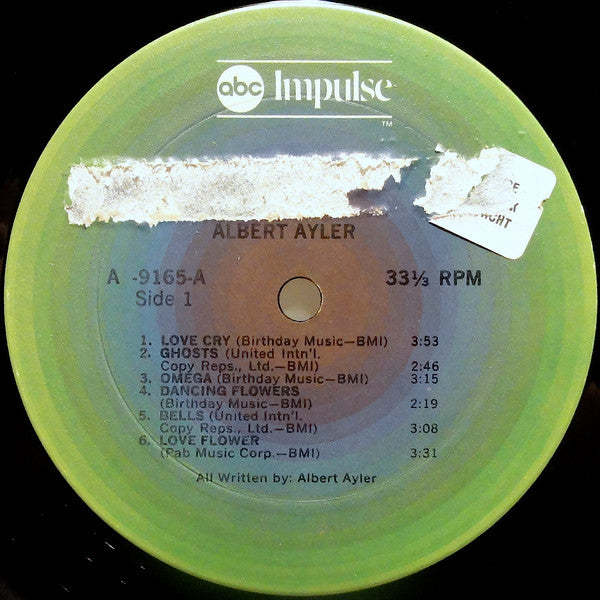 abc Impulse
TM
ALBERT AYLER
A -9165-A
33⅓ RPM
Side 1
1. LOVE CRY (Birthday Music—BMI) 3:53
2. GHOSTS (United Intn'l.
Copy Reps., Ltd.—BMI) 2:46
3. OMEGA (Birthday Music—BMI) 3:15
4. DANCING FLOWERS
(Birthday Music—BMI) 2:19
5. BELLS (United Intn'l.
Copy Reps., Ltd.—BMI) 3:08
6. LOVE FLOWER
(Pab Music Corp.—BMI) 3:31
All Written by: Albert Ayler